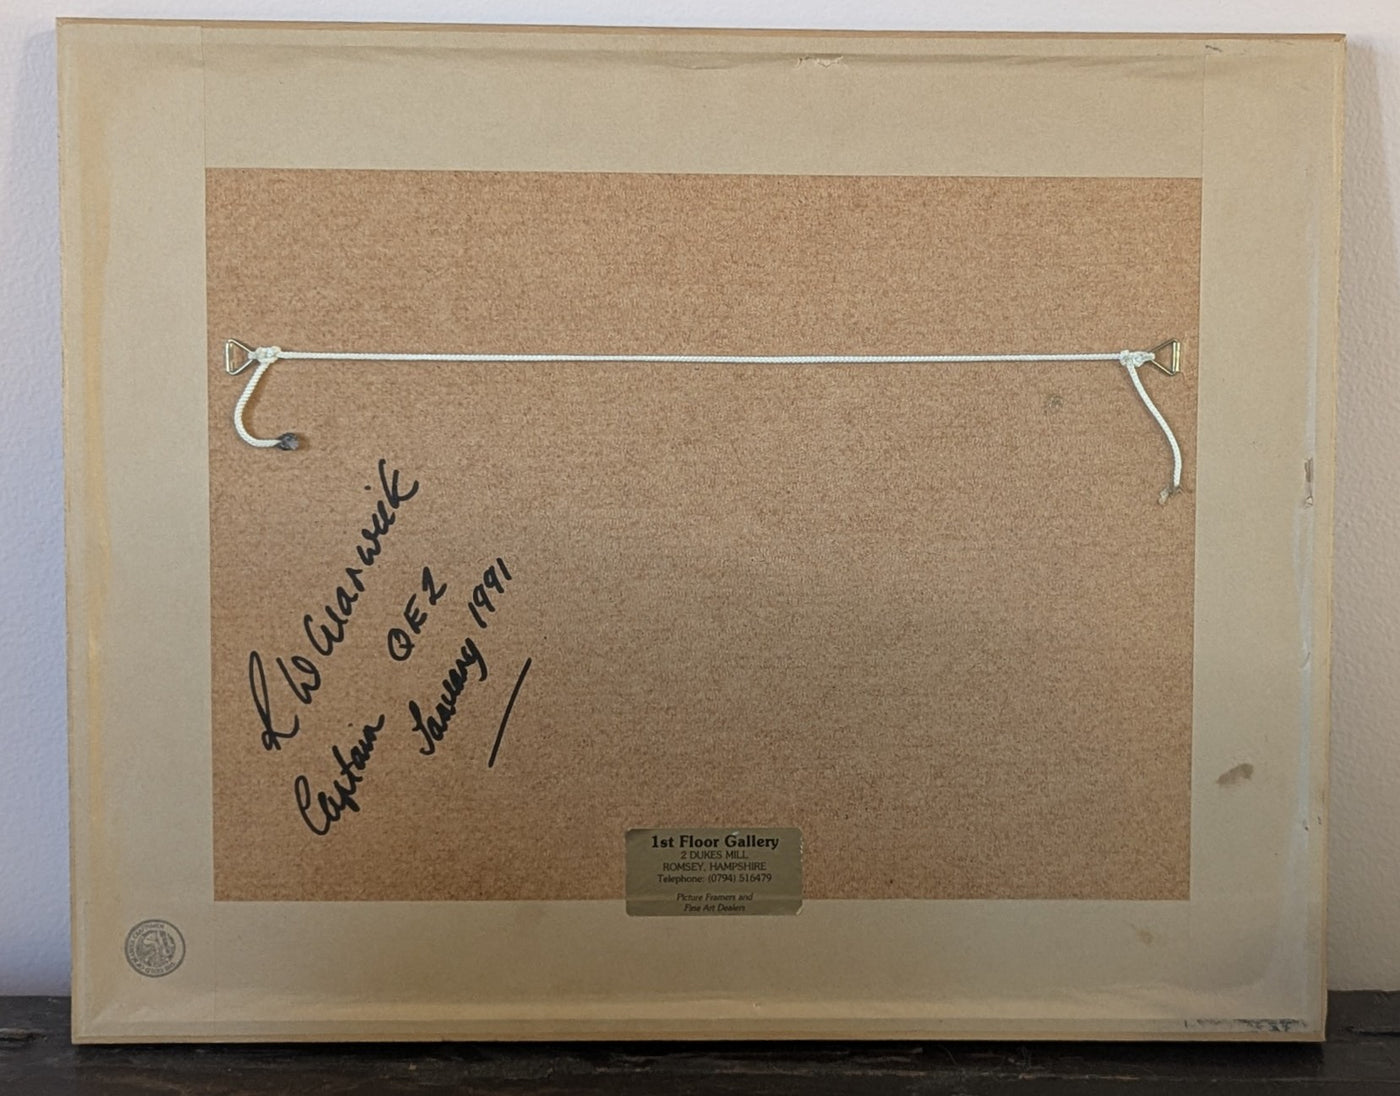 R W Warwick
Captain QE2
January 1991
1st Floor Gallery
2 DUKES MILL
ROMSEY, HAMPSHIRE
Telephone: (0794) 516479
Picture Framers and
Fine Art Dealers